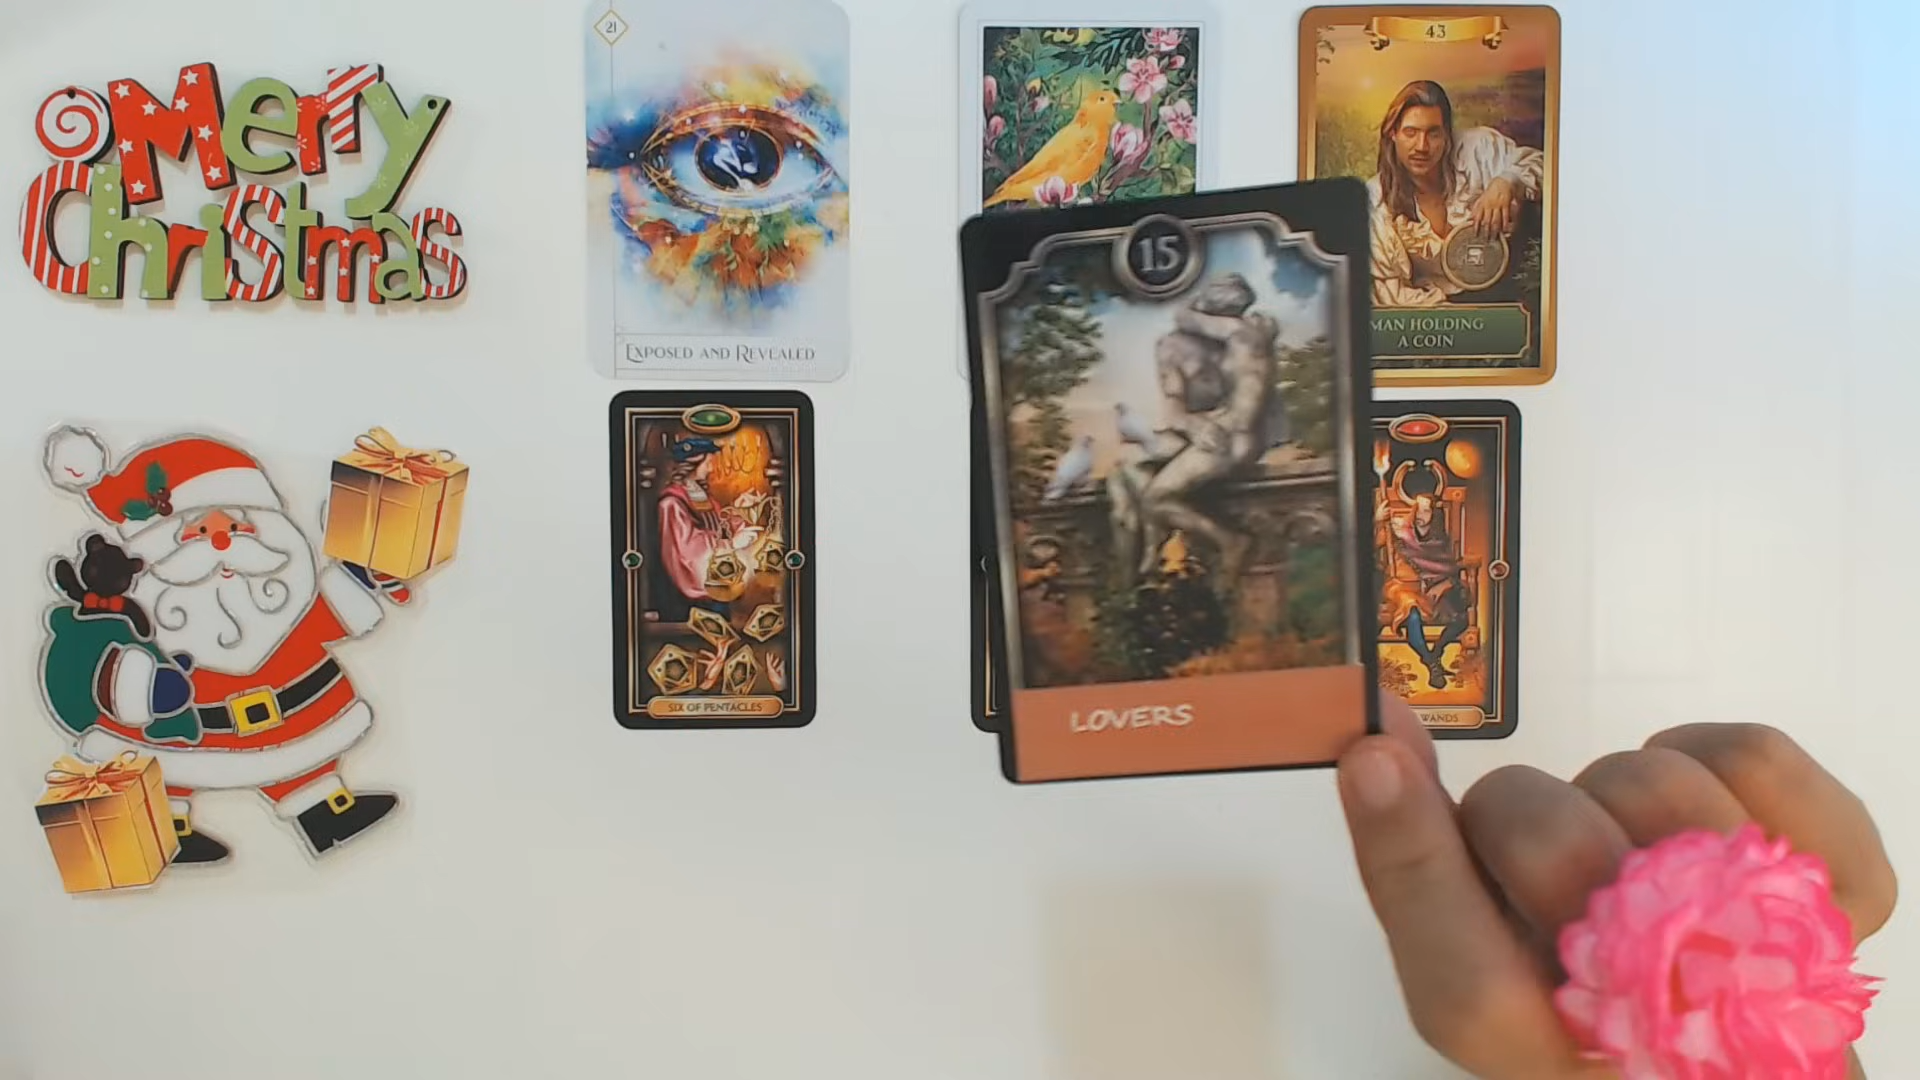 Merry
Christmas
21
EXPOSED AND REVEALED
43
MAN HOLDING
A COIN
15
LOVERS
SIX OF PENTACLES
WANDS